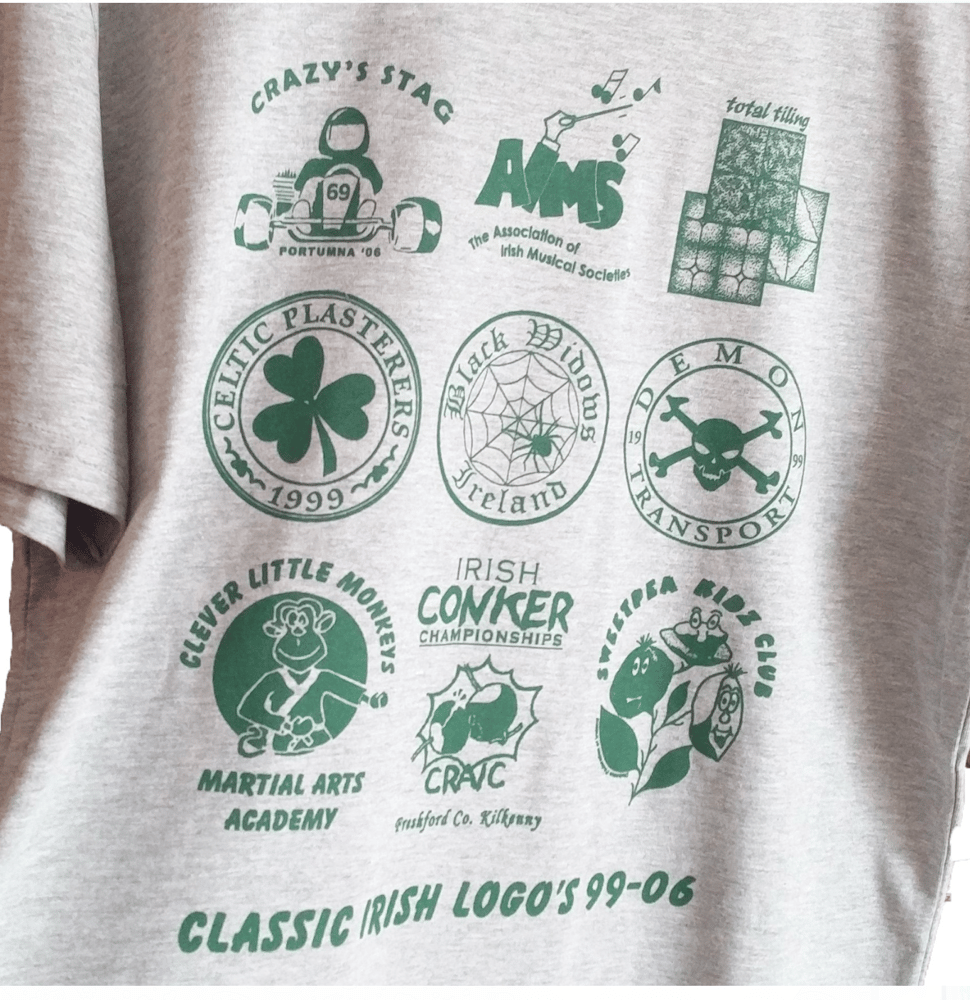 CRAZY'S STAG
69
PORTUMNA '06
AIMS
The Association of
Irish Musical Societies
total tiling
CELTIC PLASTERERS
1999
Black Widows
Ireland
DEMON
19 99
TRANSPORT
CLEVER LITTLE MONKEYS
MARTIAL ARTS
ACADEMY
IRISH
CONKER
CHAMPIONSHIPS
CRAIC
Freshford Co. Kilkenny
SWEETPEA KIDZ CLUB
CLASSIC IRISH LOGO'S 99-06